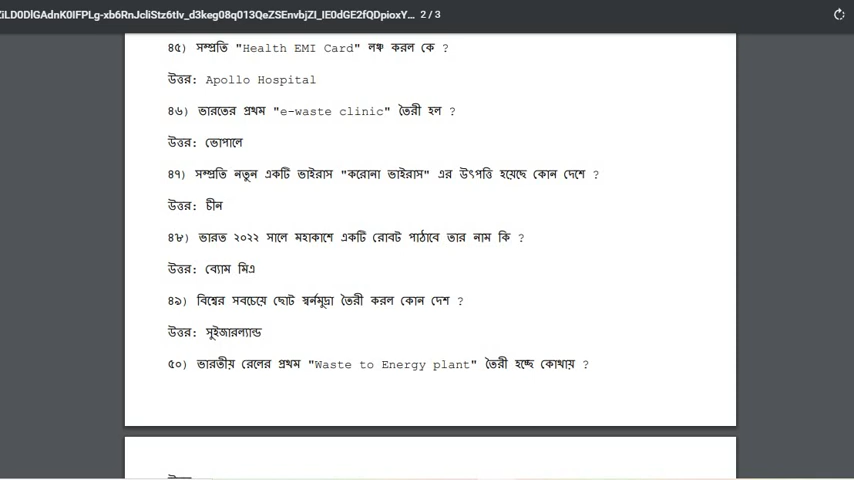 ZiLD0DlGAdnK0IFPLg-xb6RnJcliStz6tlv_d3keg08q013QeZSEnvbjZI_IE0dGE2fQDpioxY... 2 / 3
৪৫) সম্প্রতি "Health EMI Card" লঞ্চ করল কে ?
উত্তর: Apollo Hospital
৪৬) ভারতের প্রথম "e-waste clinic" তৈরী হল ?
উত্তর: ভোপালে
৪৭) সম্প্রতি নতুন একটি ভাইরাস "করোনা ভাইরাস" এর উৎপত্তি হয়েছে কোন দেশে ?
উত্তর: চীন
৪৮) ভারত ২০২২ সালে মহাকাশে একটি রোবট পাঠাবে তার নাম কি ?
উত্তর: ব্যোম মিএ
৪৯) বিশ্বের সবচেয়ে ছোট স্বর্নমুদ্রা তৈরী করল কোন দেশ ?
উত্তর: সুইজারল্যান্ড
৫০) ভারতীয় রেলের প্রথম "Waste to Energy plant" তৈরী হচ্ছে কোথায় ?